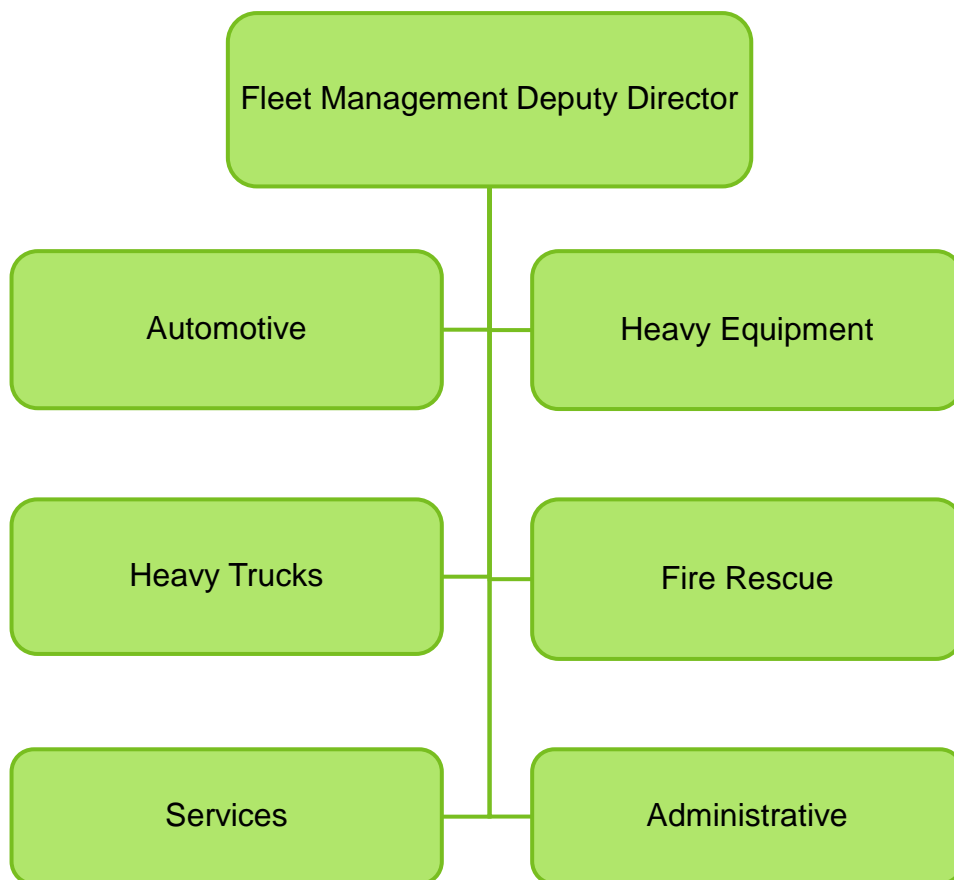 Fleet Management Deputy Director
Automotive
Heavy Equipment
Heavy Trucks
Fire Rescue
Services
Administrative